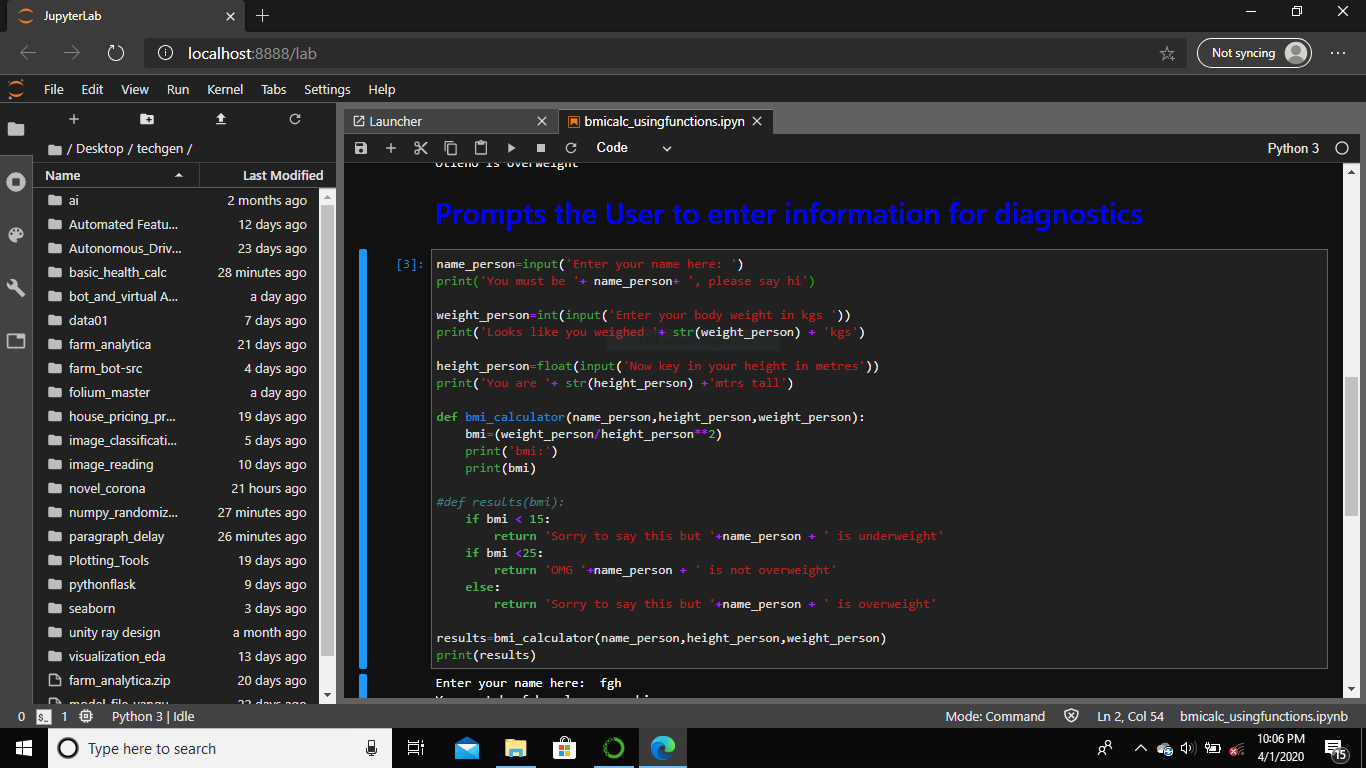 JupyterLab
localhost:8888/lab
Not syncing
File Edit View Run Kernel Tabs Settings Help
Launcher
bmicalc_usingfunctions.ipyn
/ Desktop / techgen /
Code
Python 3
Name Last Modified
ai 2 months ago
Automated Featu... 12 days ago
Autonomous_Driv... 23 days ago
basic_health_calc 28 minutes ago
bot_and_virtual A... a day ago
data01 7 days ago
farm_analytica 21 days ago
farm_bot-src 4 days ago
folium_master a day ago
house_pricing_pr... 19 days ago
image_classificati... 5 days ago
image_reading 10 days ago
novel_corona 21 hours ago
numpy_randomiz... 27 minutes ago
paragraph_delay 26 minutes ago
Plotting_Tools 19 days ago
pythonflask 9 days ago
seaborn 3 days ago
unity ray design a month ago
visualization_eda 13 days ago
farm_analytica.zip 20 days ago
is overweight
Prompts the User to enter information for diagnostics
[3]:
name_person=input('Enter your name here: ')
print('You must be '+ name_person+ ', please say hi')
weight_person=int(input('Enter your body weight in kgs '))
print('Looks like you weighed '+ str(weight_person) + 'kgs')
height_person=float(input('Now key in your height in metres'))
print('You are '+ str(height_person) +'mtrs tall')
def bmi_calculator(name_person,height_person,weight_person):
    bmi=(weight_person/height_person**2)
    print('bmi:')
    print(bmi)
#def results(bmi):
    if bmi < 15:
        return 'Sorry to say this but '+name_person + ' is underweight'
    if bmi <25:
        return 'OMG '+name_person + ' is not overweight'
    else:
        return 'Sorry to say this but '+name_person + ' is overweight'
results=bmi_calculator(name_person,height_person,weight_person)
print(results)
Enter your name here:  fgh
0 1 Python 3 | Idle
Mode: Command Ln 2, Col 54 bmicalc_usingfunctions.ipynb
Type here to search
10:06 PM
4/1/2020
15